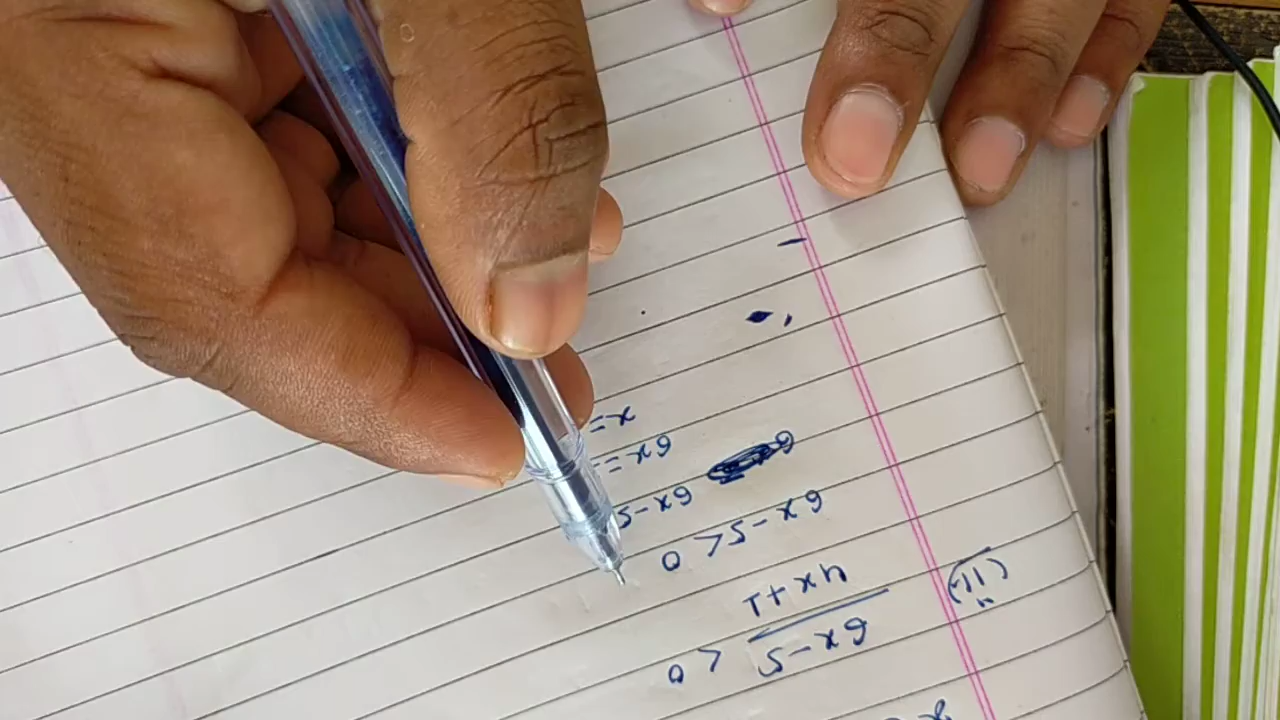 (ii) 6x-5 < 0
4x+1
6x-5 < 0
6x-5
6x =
x =